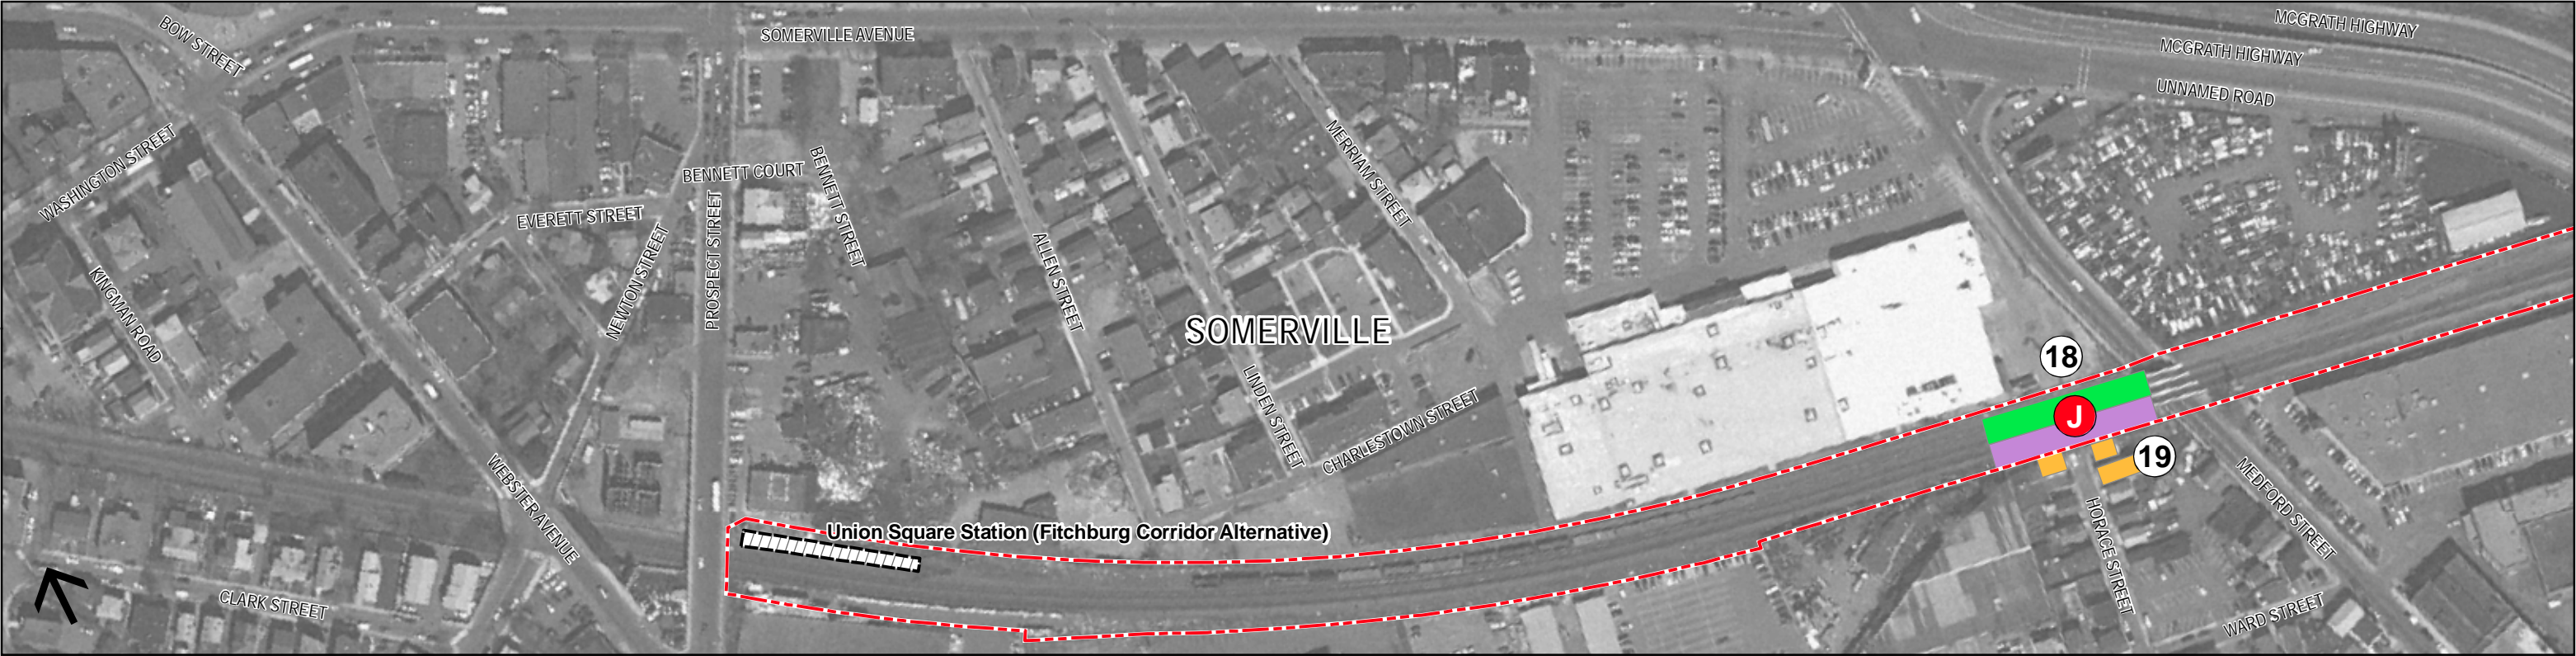 BOW STREET
SOMERVILLE AVENUE
MCGRATH HIGHWAY
MCGRATH HIGHWAY
UNNAMED ROAD
WASHINGTON STREET
BENNETT COURT
BENNETT STREET
MERRIAM STREET
EVERETT STREET
PROSPECT STREET
NEWTON STREET
ALLEN STREET
KINGMAN ROAD
SOMERVILLE
18
LINDEN STREET
CHARLESTOWN STREET
J
19
WEBSTER AVENUE
MEDFORD STREET
HORACE STREET
Union Square Station (Fitchburg Corridor Alternative)
CLARK STREET
WARD STREET